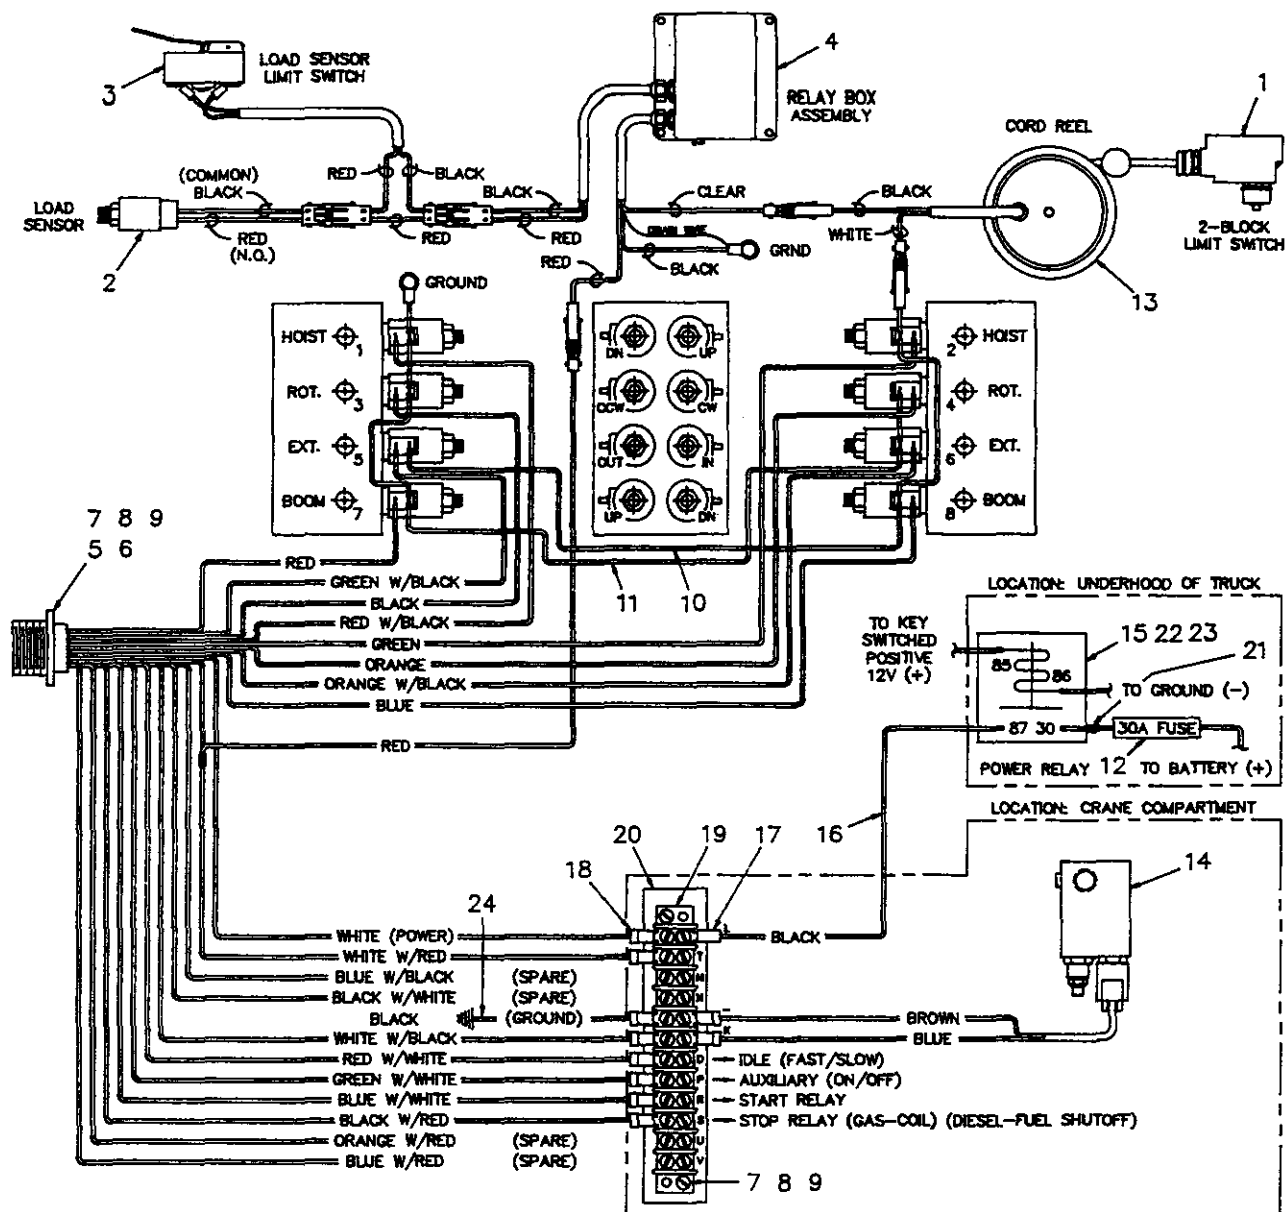 3
LOAD SENSOR
LIMIT SWITCH
4
RELAY BOX
ASSEMBLY
1
CORD REEL
2-BLOCK
LIMIT SWITCH
13
(COMMON)
BLACK
RED
BLACK
BLACK
CLEAR
BLACK
LOAD
SENSOR
2
RED
(N.O.)
RED
RED
WHITE
GRND
BLACK
RED
GROUND
HOIST 1
ROT. 3
EXT. 5
BOOM 7
DN UP
CCW CW
OUT IN
UP DN
2 HOIST
4 ROT.
6 EXT.
8 BOOM
7 8 9
5 6
RED
GREEN W/BLACK
BLACK
RED W/BLACK
GREEN
ORANGE
ORANGE W/BLACK
BLUE
RED
11
10
LOCATION: UNDERHOOD OF TRUCK
TO KEY
SWITCHED
POSITIVE
12V (+)
85
86
15 22 23
21
TO GROUND (-)
87 30
30A FUSE
POWER RELAY
12
TO BATTERY (+)
LOCATION: CRANE COMPARTMENT
16
20
19
17
18
24
14
WHITE (POWER)
BLACK
WHITE W/RED
T
BLUE W/BLACK (SPARE)
M
BLACK W/WHITE (SPARE)
N
BLACK (GROUND)
-
BROWN
WHITE W/BLACK
K
BLUE
RED W/WHITE
D
IDLE (FAST/SLOW)
GREEN W/WHITE
P
AUXILIARY (ON/OFF)
BLUE W/WHITE
R
START RELAY
BLACK W/RED
S
STOP RELAY (GAS-COIL) (DIESEL-FUEL SHUTOFF)
ORANGE W/RED (SPARE)
U
BLUE W/RED (SPARE)
V
7 8 9